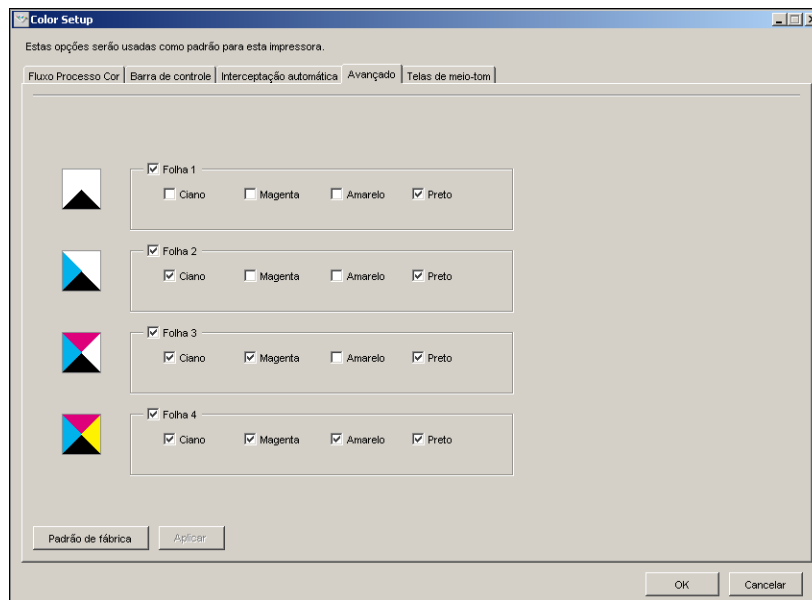 Color Setup
Estas opções serão usadas como padrão para esta impressora.
Fluxo Processo Cor Barra de controle Interceptação automática Avançado Telas de meio-tom
Folha 1
Ciano Magenta Amarelo Preto
Folha 2
Ciano Magenta Amarelo Preto
Folha 3
Ciano Magenta Amarelo Preto
Folha 4
Ciano Magenta Amarelo Preto
Padrão de fábrica Aplicar
OK Cancelar